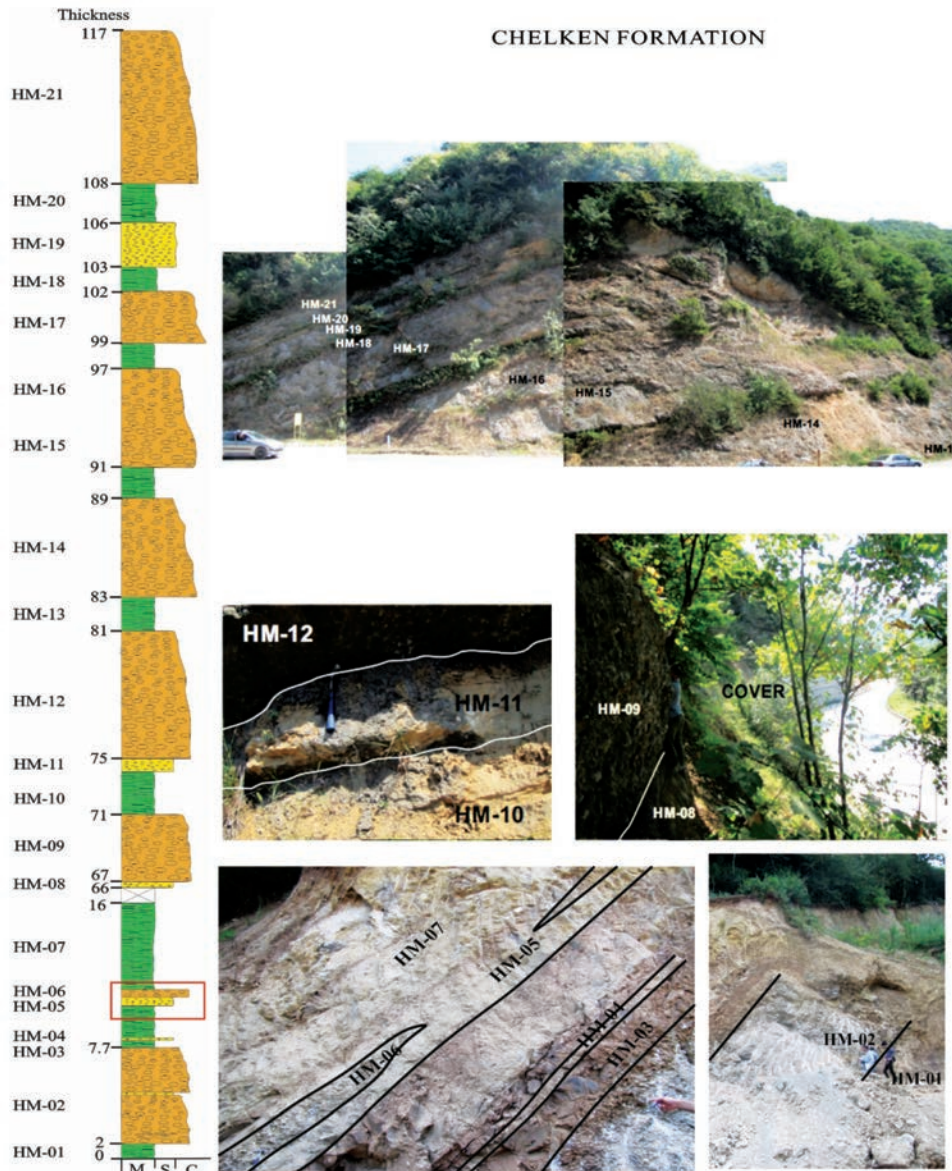 Thickness
CHELKEN FORMATION
117
HM-21
108
HM-20
106
HM-19
103
HM-18
102
HM-17
99
97
HM-16
HM-15
91
89
HM-14
83
HM-13
81
HM-12
75
HM-11
HM-10
71
HM-09
67
HM-08
66
16
HM-07
HM-06
HM-05
HM-04
HM-03
7.7
HM-02
2
HM-01
0
M S C
HM-21
HM-20
HM-19
HM-18
HM-17
HM-16
HM-15
HM-14
HM-1
HM-12
HM-11
HM-10
HM-09
COVER
HM-08
HM-07
HM-05
HM-06
HM-04
HM-03
HM-02
HM-01